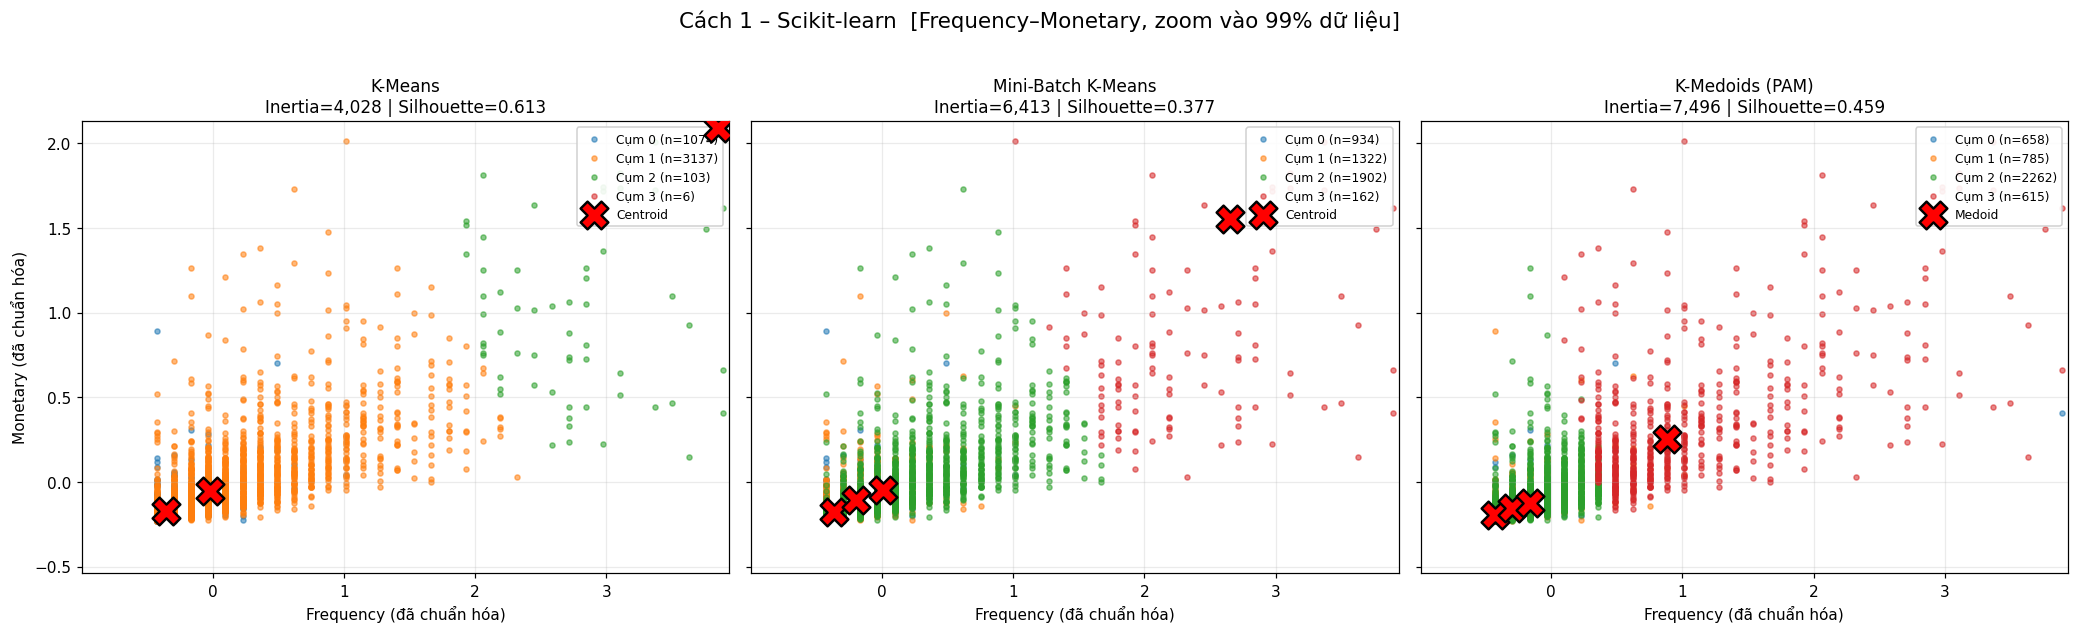 Cách 1 – Scikit-learn  [Frequency–Monetary, zoom vào 99% dữ liệu]
K-Means
Inertia=4,028 | Silhouette=0.613
Cụm 1 (n=3137)
Cụm 2 (n=103)
Cụm 3 (n=6)
Centroid
2.0
1.5
1.0
0.5
0.0
−0.5
Monetary (đã chuẩn hóa)
0 1 2 3
Frequency (đã chuẩn hóa)
Mini-Batch K-Means
Inertia=6,413 | Silhouette=0.377
Cụm 0 (n=934)
Cụm 1 (n=1322)
Cụm 2 (n=1902)
Cụm 3 (n=162)
Centroid
0 1 2 3
Frequency (đã chuẩn hóa)
K-Medoids (PAM)
Inertia=7,496 | Silhouette=0.459
Cụm 0 (n=658)
Cụm 1 (n=785)
Cụm 2 (n=2262)
Cụm 3 (n=615)
Medoid
0 1 2 3
Frequency (đã chuẩn hóa)